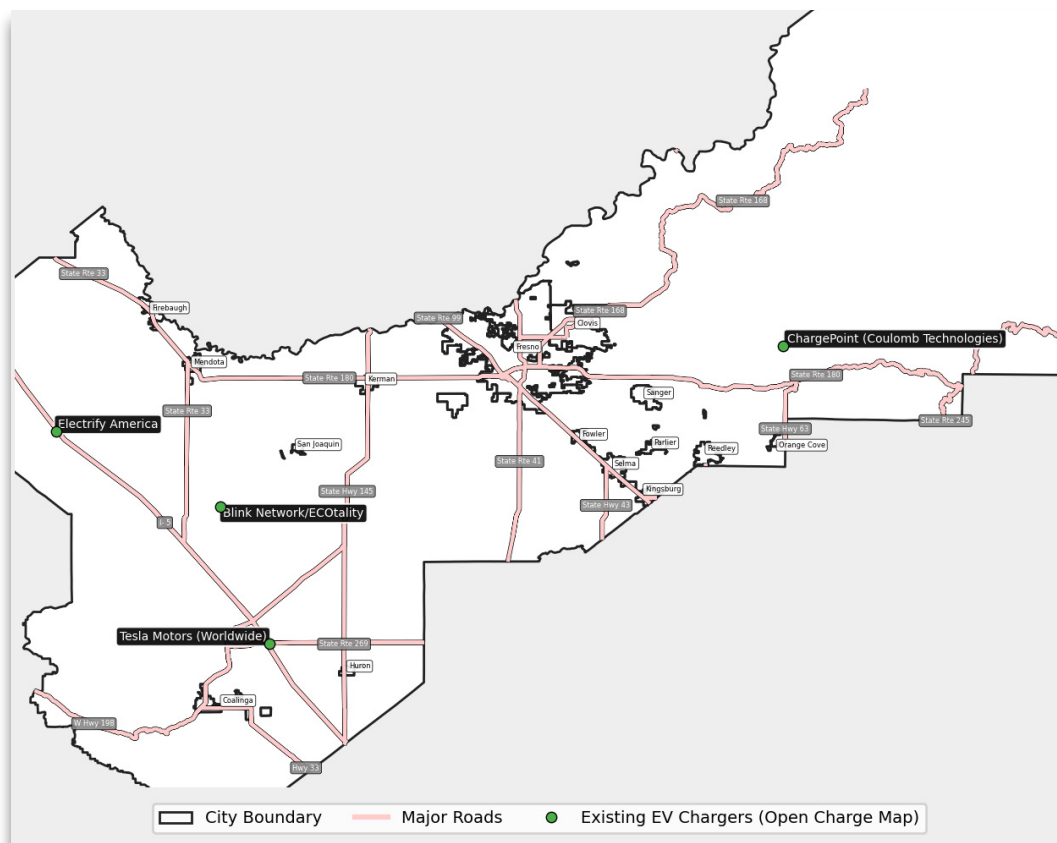 State Rte 168
State Rte 33
Firebaugh
State Rte 168
State Rte 99
Clovis
ChargePoint (Coulomb Technologies)
Fresno
Mendota
State Rte 180
Kerman
State Rte 180
Sanger
State Rte 33
Electrify America
State Rte 245
State Hwy 63
Fowler
San Joaquin
Parlier
Reedley
Orange Cove
State Rte 41
Selma
State Hwy 145
Kingsburg
State Hwy 43
Blink Network/ECOtality
I- 5
Tesla Motors (Worldwide)
State Rte 269
Huron
Coalinga
W Hwy 198
Hwy 33
City Boundary
Major Roads
Existing EV Chargers (Open Charge Map)